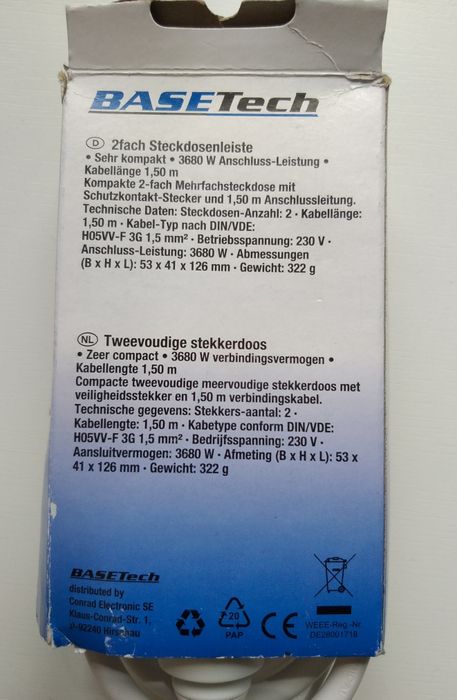 BASETech
D 2fach Steckdosenleiste
• Sehr kompakt • 3680 W Anschluss-Leistung •
Kabellänge 1,50 m
Kompakte 2-fach Mehrfachsteckdose mit
Schutzkontakt-Stecker und 1,50 m Anschlussleitung.
Technische Daten: Steckdosen-Anzahl: 2 · Kabellänge:
1,50 m · Kabel-Typ nach DIN/VDE:
H05VV-F 3G 1,5 mm² · Betriebsspannung: 230 V ·
Anschluss-Leistung: 3680 W · Abmessungen
(B x H x L): 53 x 41 x 126 mm · Gewicht: 322 g
NL Tweevoudige stekkerdoos
• Zeer compact • 3680 W verbindingsvermogen •
Kabellengte 1,50 m
Compacte tweevoudige meervoudige stekkerdoos met
veiligheidsstekker en 1,50 m verbindingskabel.
Technische gegevens: Stekkers-aantal: 2 ·
Kabellengte: 1,50 m · Kabetype conform DIN/VDE:
H05VV-F 3G 1,5 mm² · Bedrijfsspanning: 230 V ·
Aansluitvermogen: 3680 W · Afmeting (B x H x L): 53 x
41 x 126 mm · Gewicht: 322 g
BASETech
distributed by
Conrad Electronic SE
Klaus-Conrad-Str. 1,
D-92240 Hirschau
20
PAP
CE
WEEE-Reg.-Nr.
DE28001718